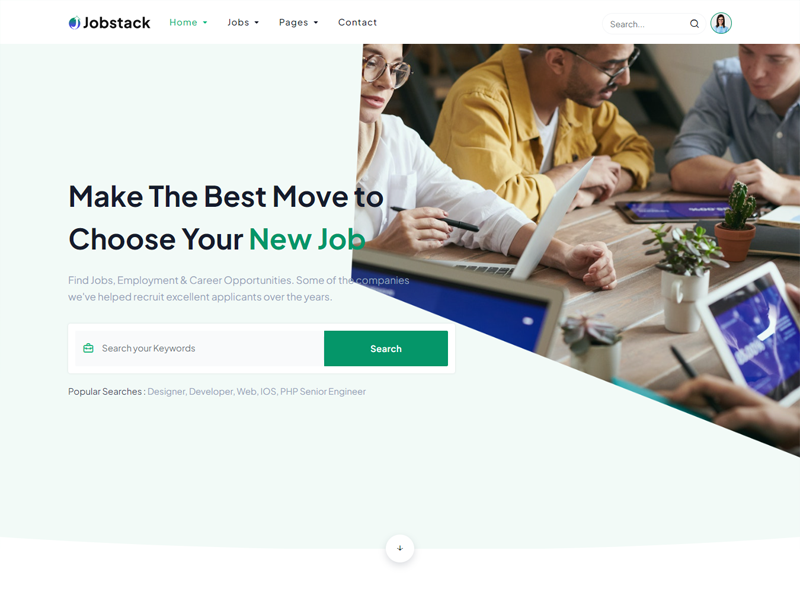 Jobstack
Home Jobs Pages Contact
Search...
Make The Best Move to
Choose Your New Job
Find Jobs, Employment & Career Opportunities. Some of the companies
we've helped recruit excellent applicants over the years.
Search your Keywords
Search
Popular Searches : Designer, Developer, Web, IOS, PHP Senior Engineer